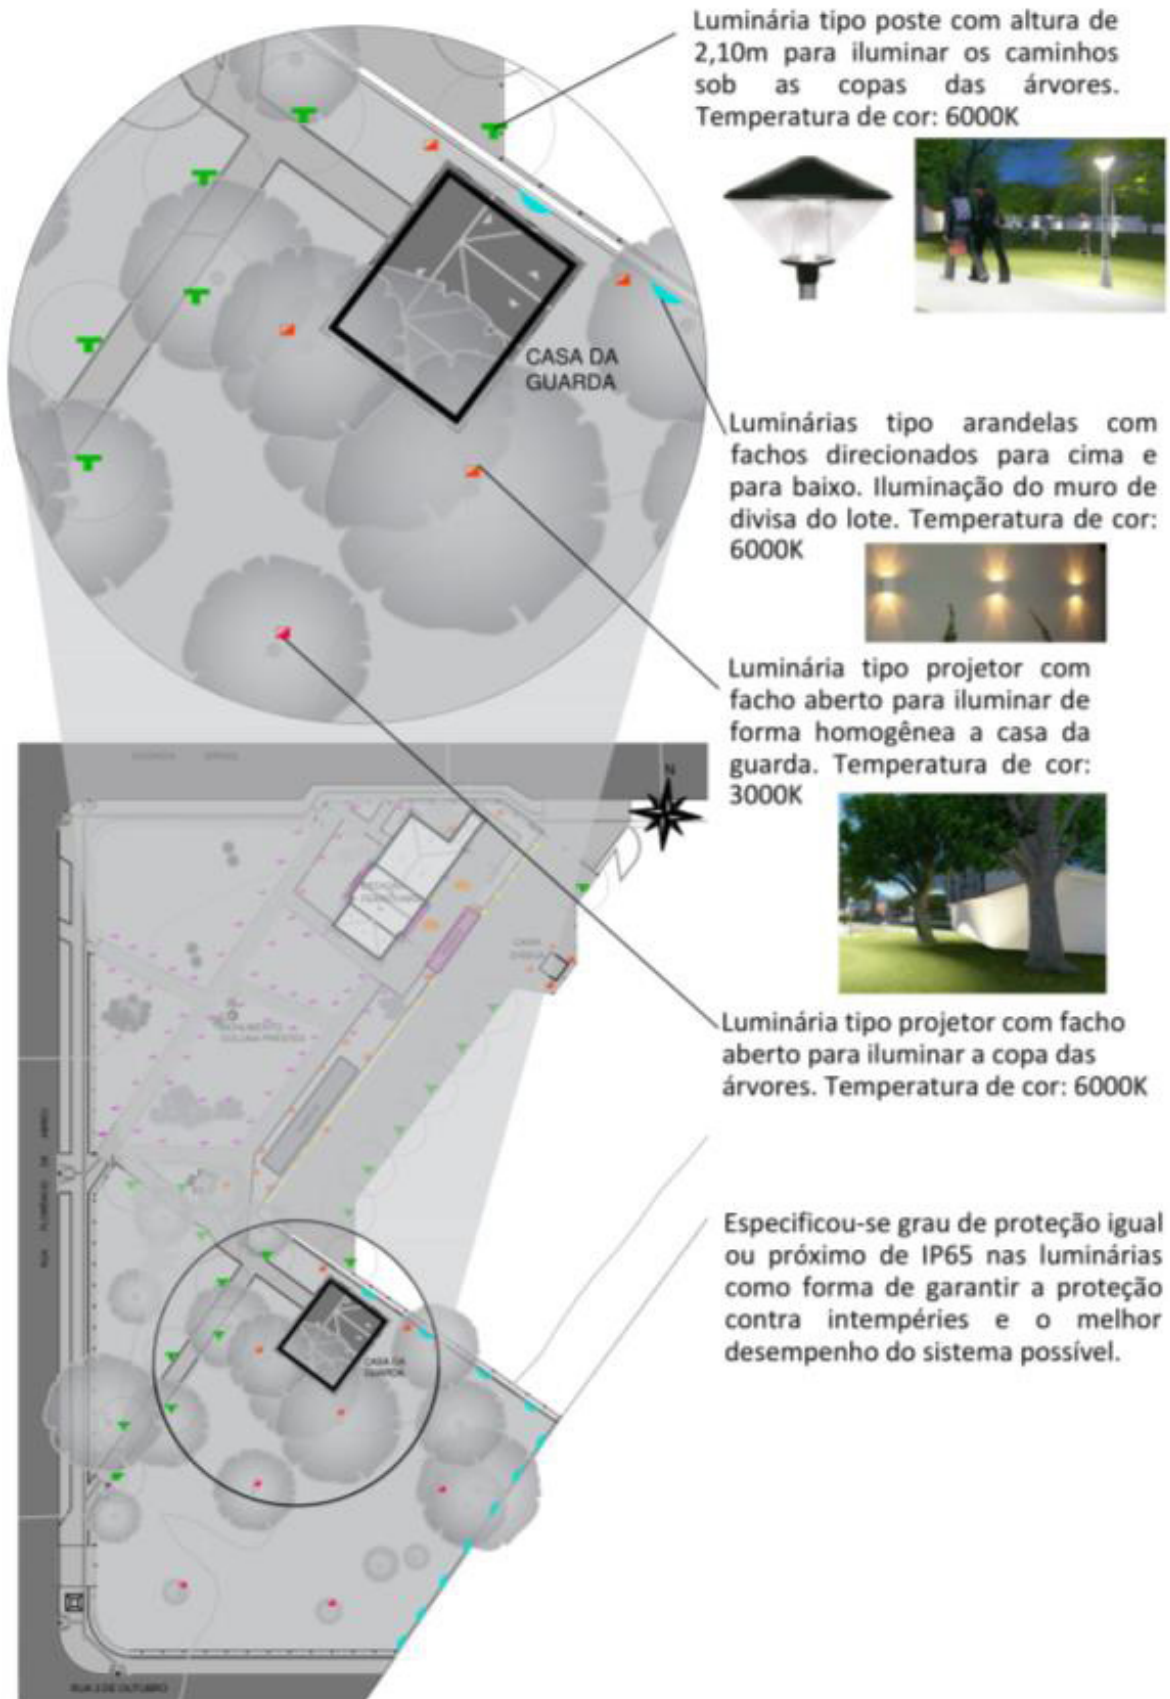 Luminária tipo poste com altura de
2,10m para iluminar os caminhos
sob as copas das árvores.
Temperatura de cor: 6000K
CASA DA
GUARDA
Luminárias tipo arandelas com
fachos direcionados para cima e
para baixo. Iluminação do muro de
divisa do lote. Temperatura de cor:
6000K
Luminária tipo projetor com
facho aberto para iluminar de
forma homogênea a casa da
guarda. Temperatura de cor:
3000K
N
Luminária tipo projetor com facho
aberto para iluminar a copa das
árvores. Temperatura de cor: 6000K
Especificou-se grau de proteção igual
ou próximo de IP65 nas luminárias
como forma de garantir a proteção
contra intempéries e o melhor
desempenho do sistema possível.
CASA DA
GUARDA
RUA 3 DE OUTUBRO